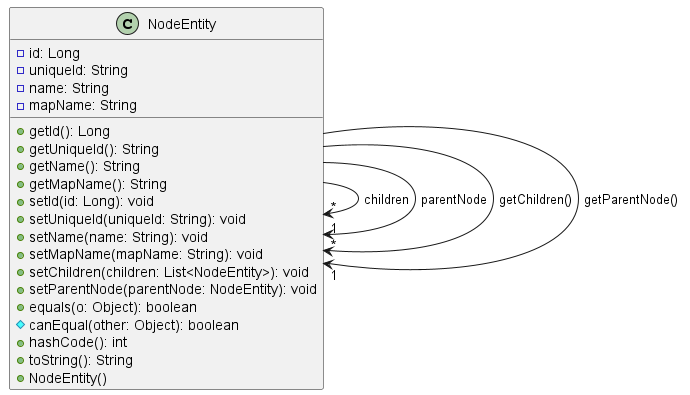 C NodeEntity
id: Long
uniqueId: String
name: String
mapName: String
getId(): Long
getUniqueId(): String
getName(): String
getMapName(): String
setId(id: Long): void
setUniqueId(uniqueId: String): void
setName(name: String): void
setMapName(mapName: String): void
setChildren(children: List<NodeEntity>): void
setParentNode(parentNode: NodeEntity): void
equals(o: Object): boolean
canEqual(other: Object): boolean
hashCode(): int
toString(): String
NodeEntity()
children
*
parentNode
1
getChildren()
*
getParentNode()
1